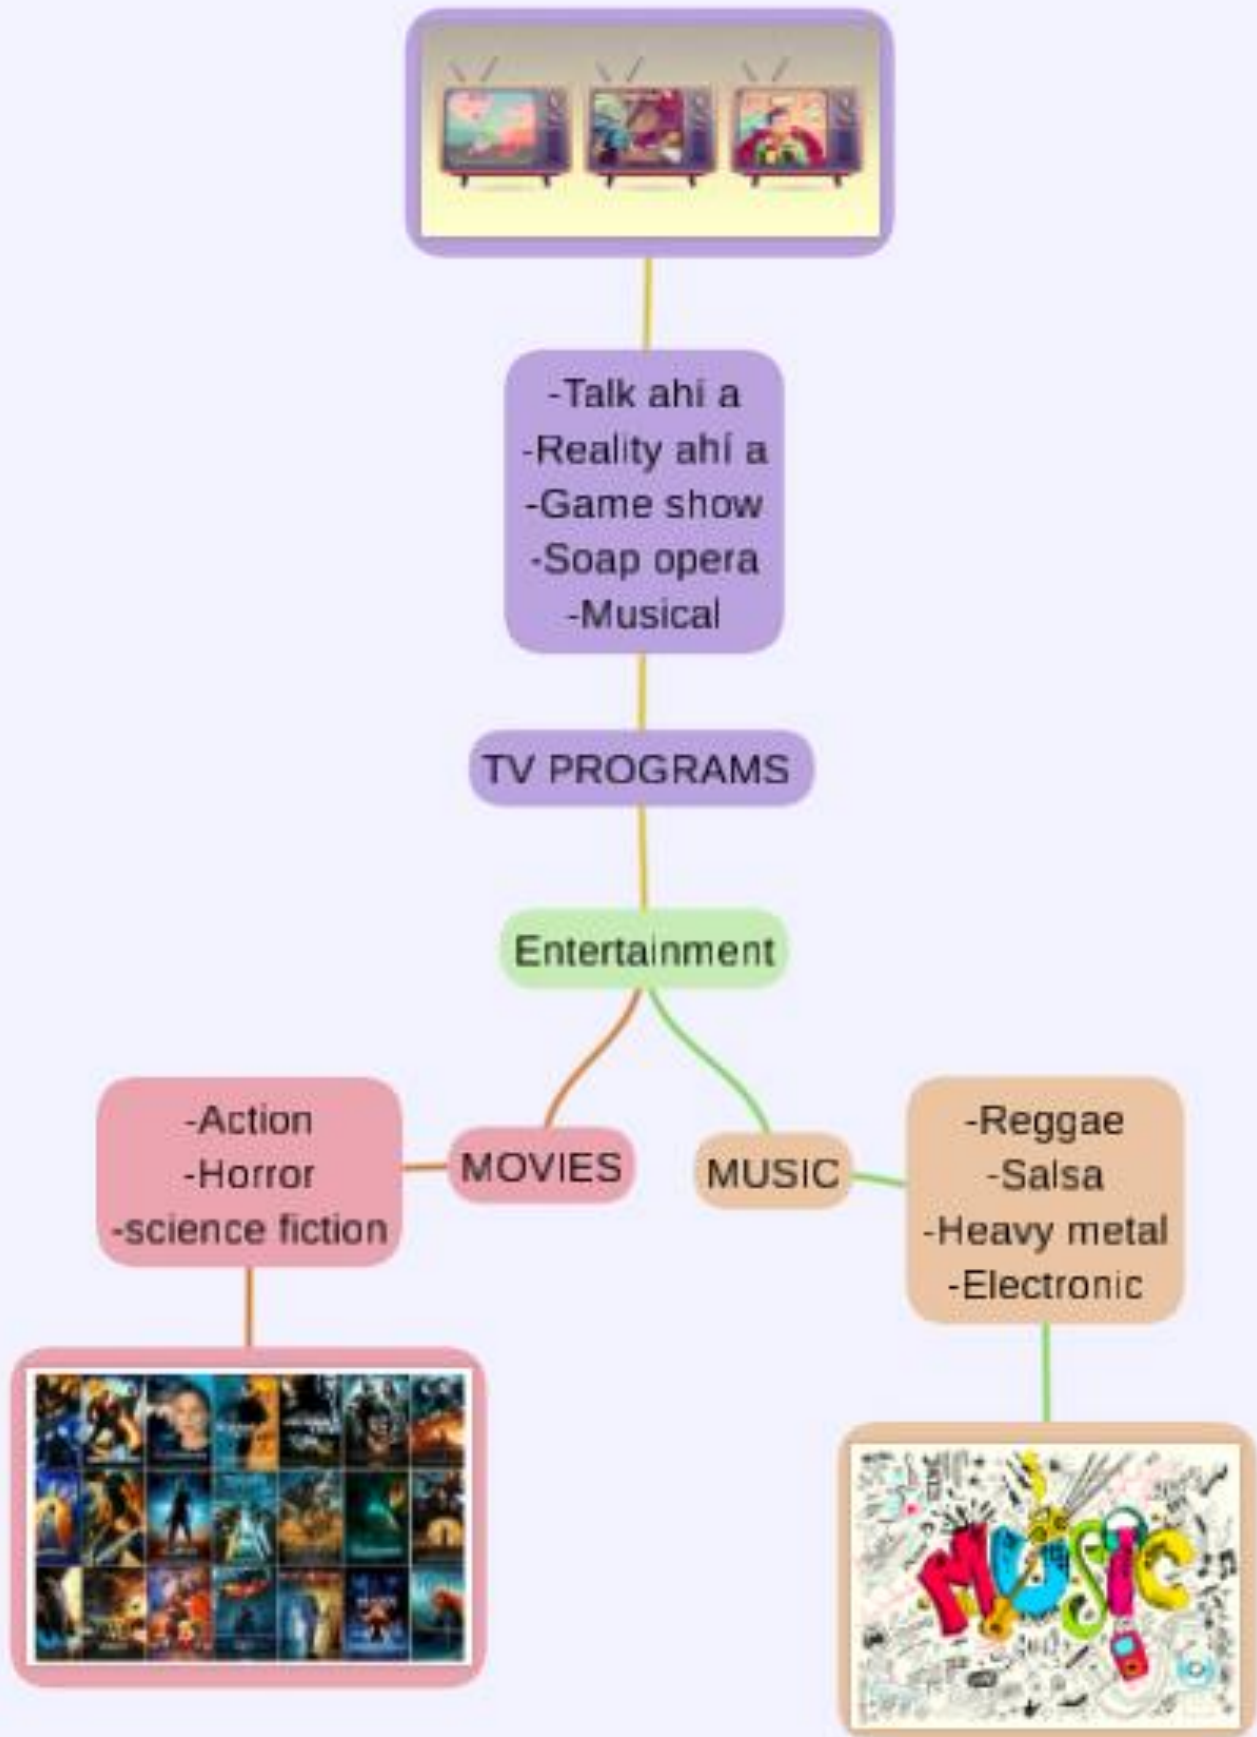 -Talk ahí a
-Reality ahí a
-Game show
-Soap opera
-Musical
TV PROGRAMS
Entertainment
-Action
-Horror
-science fiction
MOVIES
MUSIC
-Reggae
-Salsa
-Heavy metal
-Electronic
MUSIC